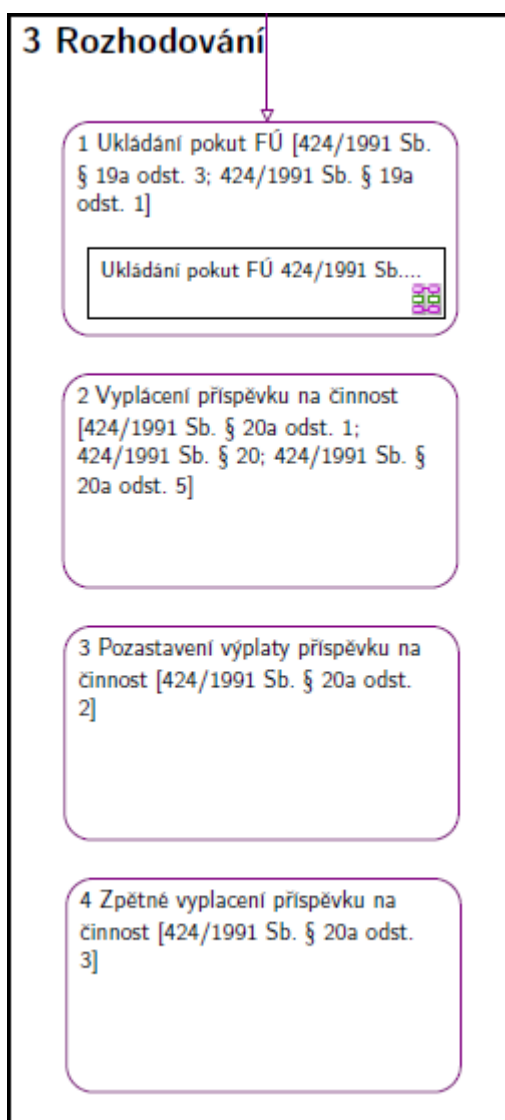 3 Rozhodování
1 Ukládání pokut FÚ [424/1991 Sb.
§ 19a odst. 3; 424/1991 Sb. § 19a
odst. 1]
Ukládání pokut FÚ 424/1991 Sb....
2 Vyplácení příspěvku na činnost
[424/1991 Sb. § 20a odst. 1;
424/1991 Sb. § 20; 424/1991 Sb. §
20a odst. 5]
3 Pozastavení výplaty příspěvku na
činnost [424/1991 Sb. § 20a odst.
2]
4 Zpětné vyplacení příspěvku na
činnost [424/1991 Sb. § 20a odst.
3]